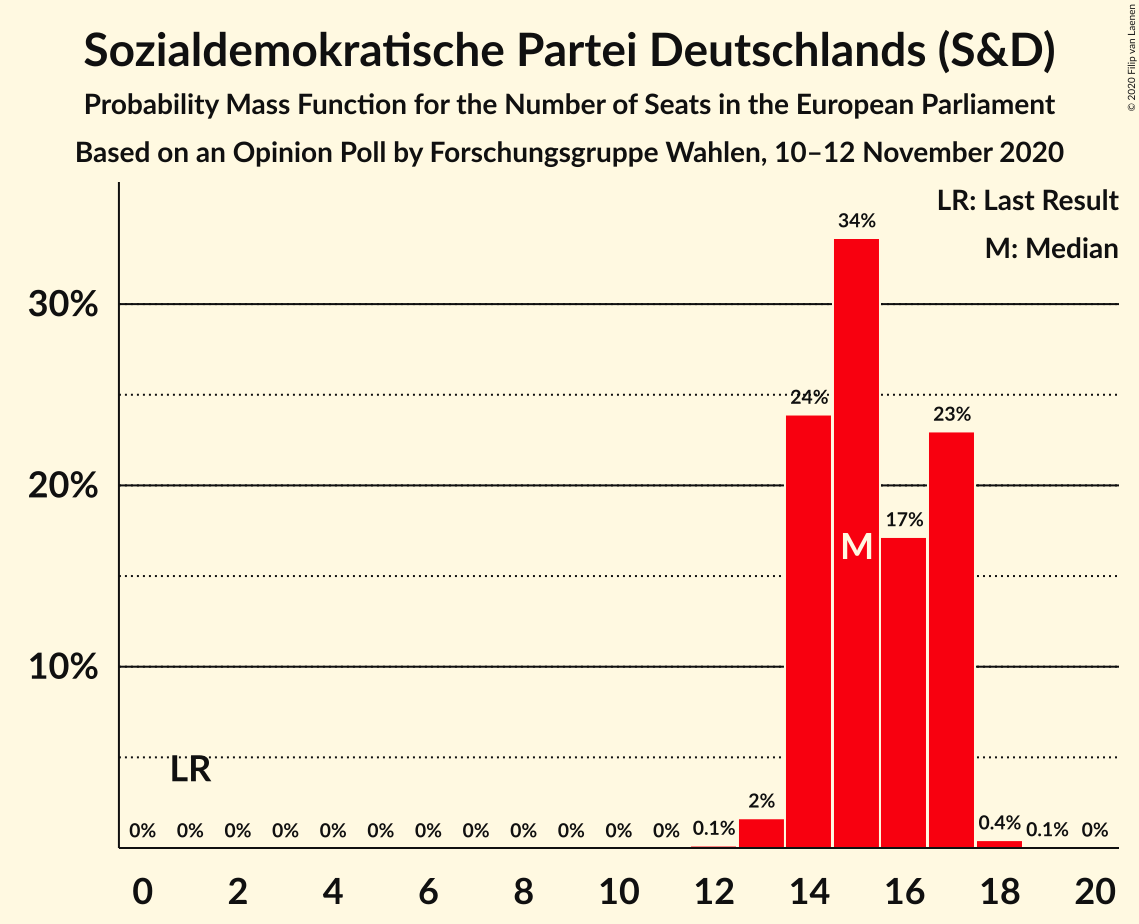 Sozialdemokratische Partei Deutschlands (S&D)
Probability Mass Function for the Number of Seats in the European Parliament
Based on an Opinion Poll by Forschungsgruppe Wahlen, 10–12 November 2020
© 2020 Filip van Laenen
LR: Last Result
M: Median
34%
30%
24%
23%
20%
17%
M
10%
LR
2%
0% 0% 0% 0% 0% 0% 0% 0% 0% 0% 0% 0% 0.1% 0.4% 0.1% 0%
0 2 4 6 8 10 12 14 16 18 20